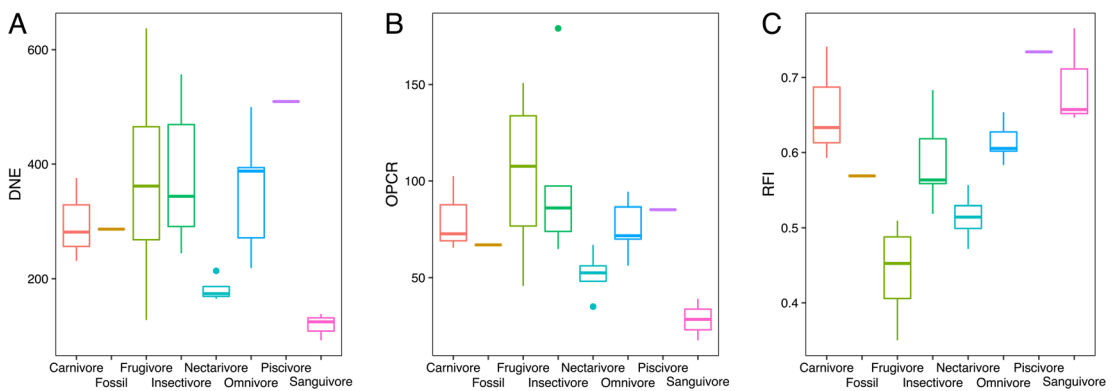 A
B
C
DNE
600
400
200
OPCR
150
100
50
RFI
0.7
0.6
0.5
0.4
Carnivore Frugivore Nectarivore Piscivore
Fossil Insectivore Omnivore Sanguivore
Carnivore Frugivore Nectarivore Piscivore
Fossil Insectivore Omnivore Sanguivore
Carnivore Frugivore Nectarivore Piscivore
Fossil Insectivore Omnivore Sanguivore